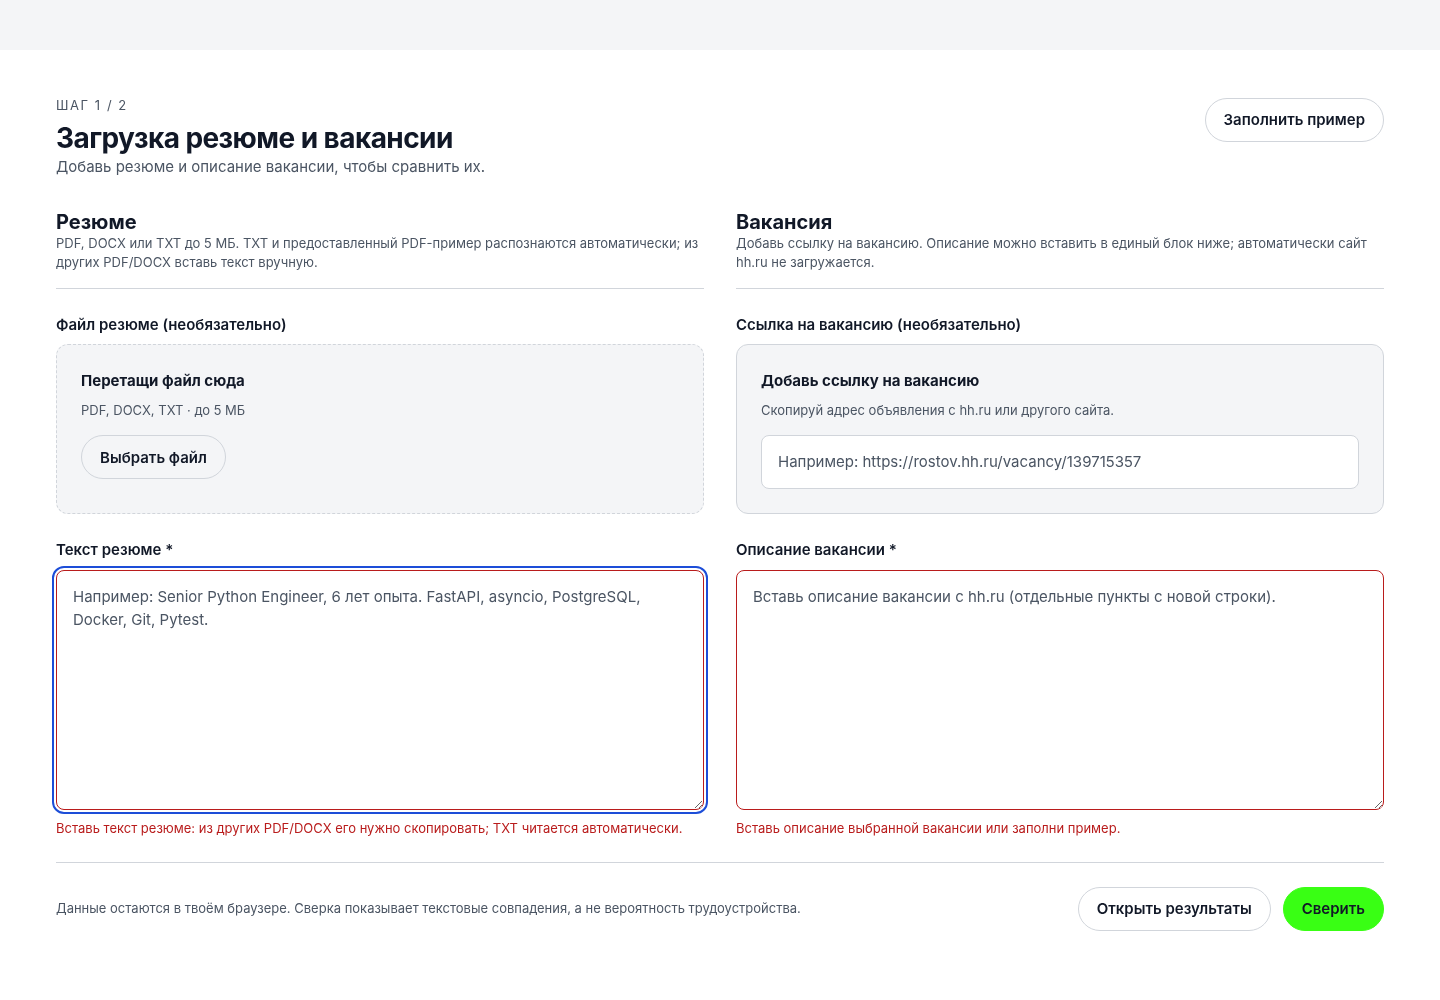 ШАГ 1 / 2
Загрузка резюме и вакансии
Добавь резюме и описание вакансии, чтобы сравнить их.
Заполнить пример
Резюме
PDF, DOCX или TXT до 5 МБ. TXT и предоставленный PDF-пример распознаются автоматически; из
других PDF/DOCX вставь текст вручную.
Файл резюме (необязательно)
Перетащи файл сюда
PDF, DOCX, TXT · до 5 МБ
Выбрать файл
Текст резюме *
Например: Senior Python Engineer, 6 лет опыта. FastAPI, asyncio, PostgreSQL,
Docker, Git, Pytest.
Вставь текст резюме: из других PDF/DOCX его нужно скопировать; TXT читается автоматически.
Вакансия
Добавь ссылку на вакансию. Описание можно вставить в единый блок ниже; автоматически сайт
hh.ru не загружается.
Ссылка на вакансию (необязательно)
Добавь ссылку на вакансию
Скопируй адрес объявления с hh.ru или другого сайта.
Например: https://rostov.hh.ru/vacancy/139715357
Описание вакансии *
Вставь описание вакансии с hh.ru (отдельные пункты с новой строки).
Вставь описание выбранной вакансии или заполни пример.
Данные остаются в твоём браузере. Сверка показывает текстовые совпадения, а не вероятность трудоустройства.
Открыть результаты
Сверить